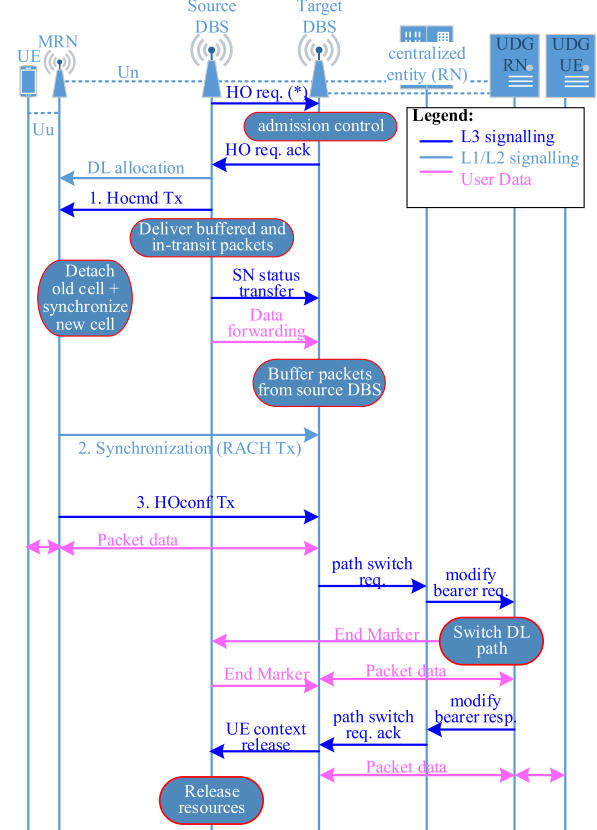 Source
DBS
Target
DBS
UE
MRN
Un
Uu
centralized
entity (RN)
UDG
RN
UDG
UE
Legend:
L3 signalling
L1/L2 signalling
User Data
HO req. (*)
admission control
HO req. ack
DL allocation
1. Hocmd Tx
Deliver buffered and
in-transit packets
Detach
old cell +
synchronize
new cell
SN status
transfer
Data
forwarding
Buffer packets
from source DBS
2. Synchronization (RACH Tx)
3. HOconf Tx
Packet data
path switch
req.
modify
bearer req.
End Marker
Switch DL
path
End Marker
Packet data
modify
bearer resp.
path switch
req. ack
UE context
release
Packet data
Release
resources